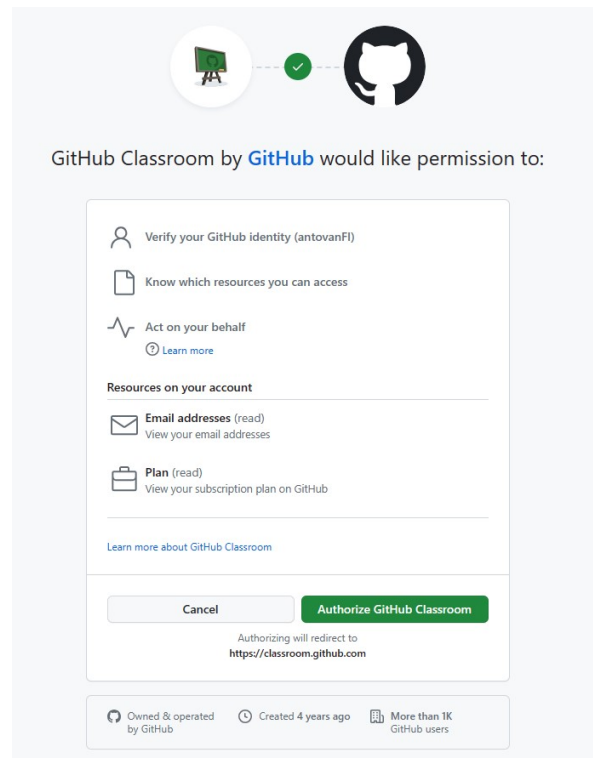 GitHub Classroom by GitHub would like permission to:
Verify your GitHub identity (antovanFI)
Know which resources you can access
Act on your behalf
Learn more
Resources on your account
Email addresses (read)
View your email addresses
Plan (read)
View your subscription plan on GitHub
Learn more about GitHub Classroom
Cancel
Authorize GitHub Classroom
Authorizing will redirect to
https://classroom.github.com
Owned & operated
by GitHub
Created 4 years ago
More than 1K
GitHub users